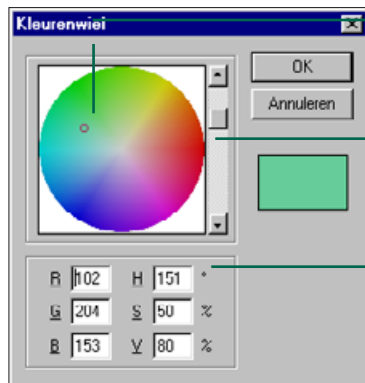 Kleurenwiel
OK
Annuleren
R 102 H 151 °
G 204 S 50 %
B 153 V 80 %